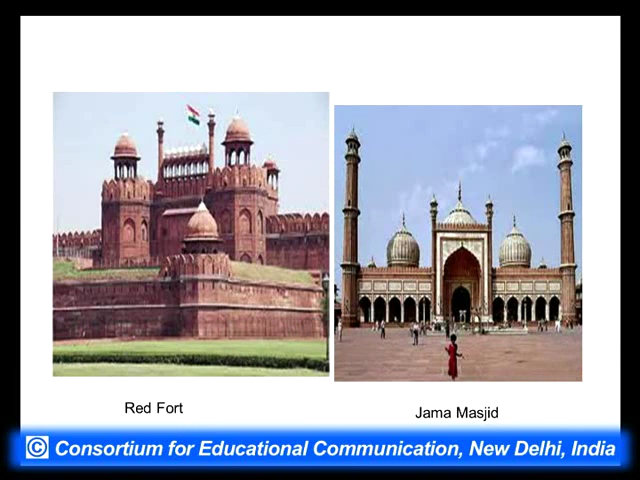 Red Fort
Jama Masjid
© Consortium for Educational Communication, New Delhi, India